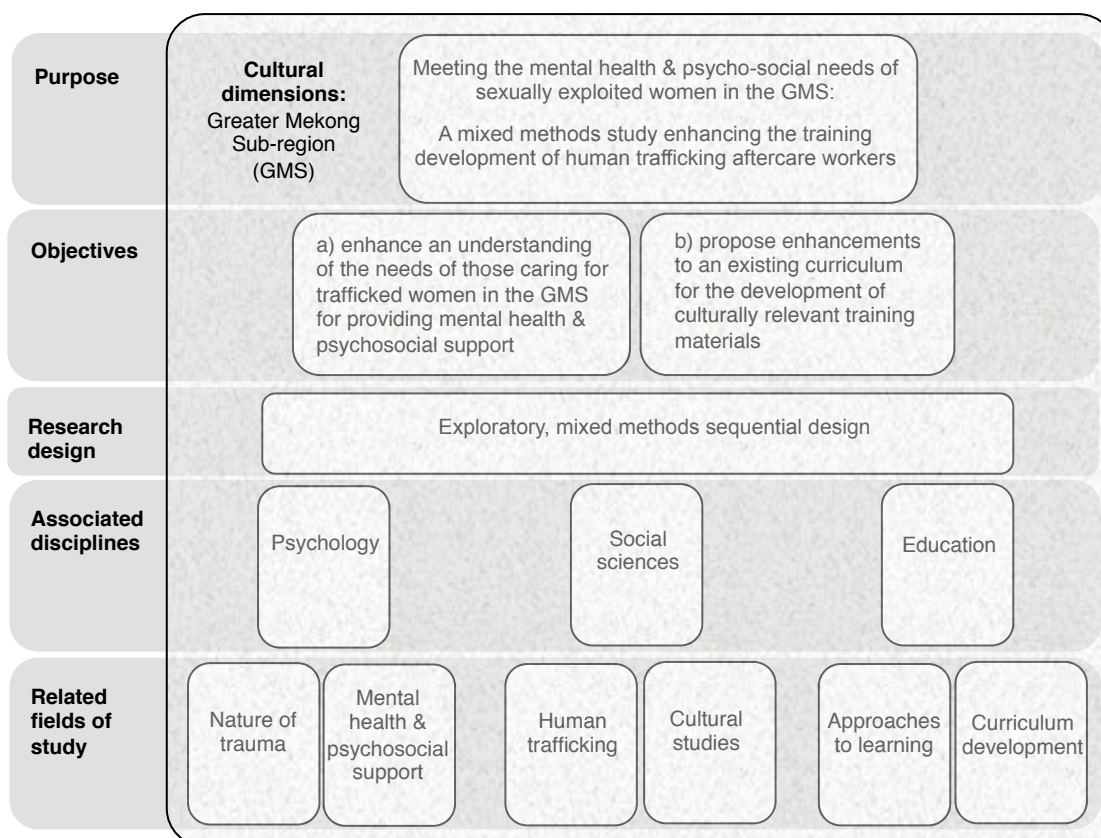 Purpose
Cultural
dimensions:
Greater Mekong
Sub-region
(GMS)
Meeting the mental health & psycho-social needs of
sexually exploited women in the GMS:
A mixed methods study enhancing the training
development of human trafficking aftercare workers
Objectives
a) enhance an understanding
of the needs of those caring for
trafficked women in the GMS
for providing mental health &
psychosocial support
b) propose enhancements
to an existing curriculum
for the development of
culturally relevant training
materials
Research
design
Exploratory, mixed methods sequential design
Associated
disciplines
Psychology
Social
sciences
Education
Related
fields of
study
Nature of
trauma
Mental
health &
psychosocial
support
Human
trafficking
Cultural
studies
Approaches
to learning
Curriculum
development